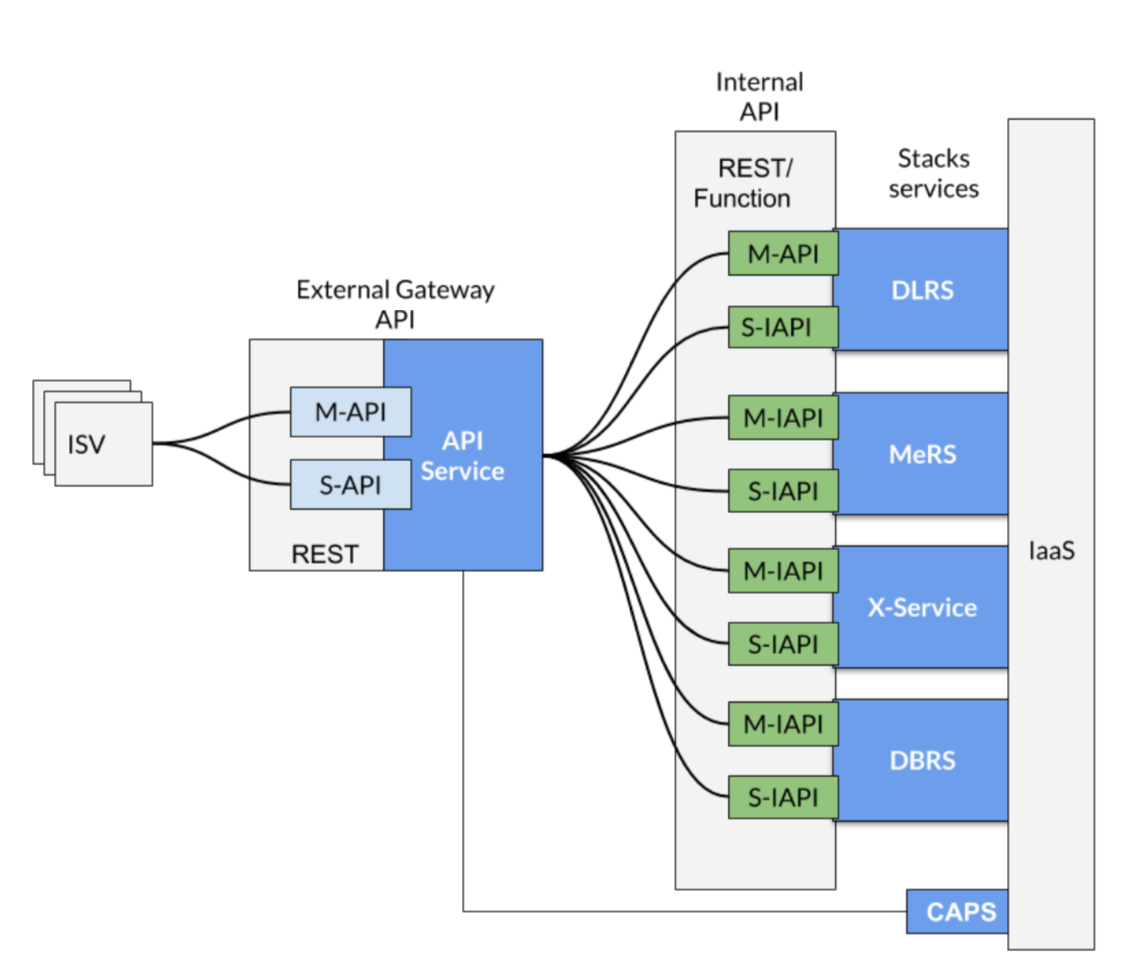 Internal
API
REST/
Function
Stacks
services
M-API
DLRS
S-IAPI
External Gateway
API
M-API
API
Service
S-API
REST
ISV
M-IAPI
MeRS
S-IAPI
M-IAPI
X-Service
S-IAPI
M-IAPI
DBRS
S-IAPI
IaaS
CAPS